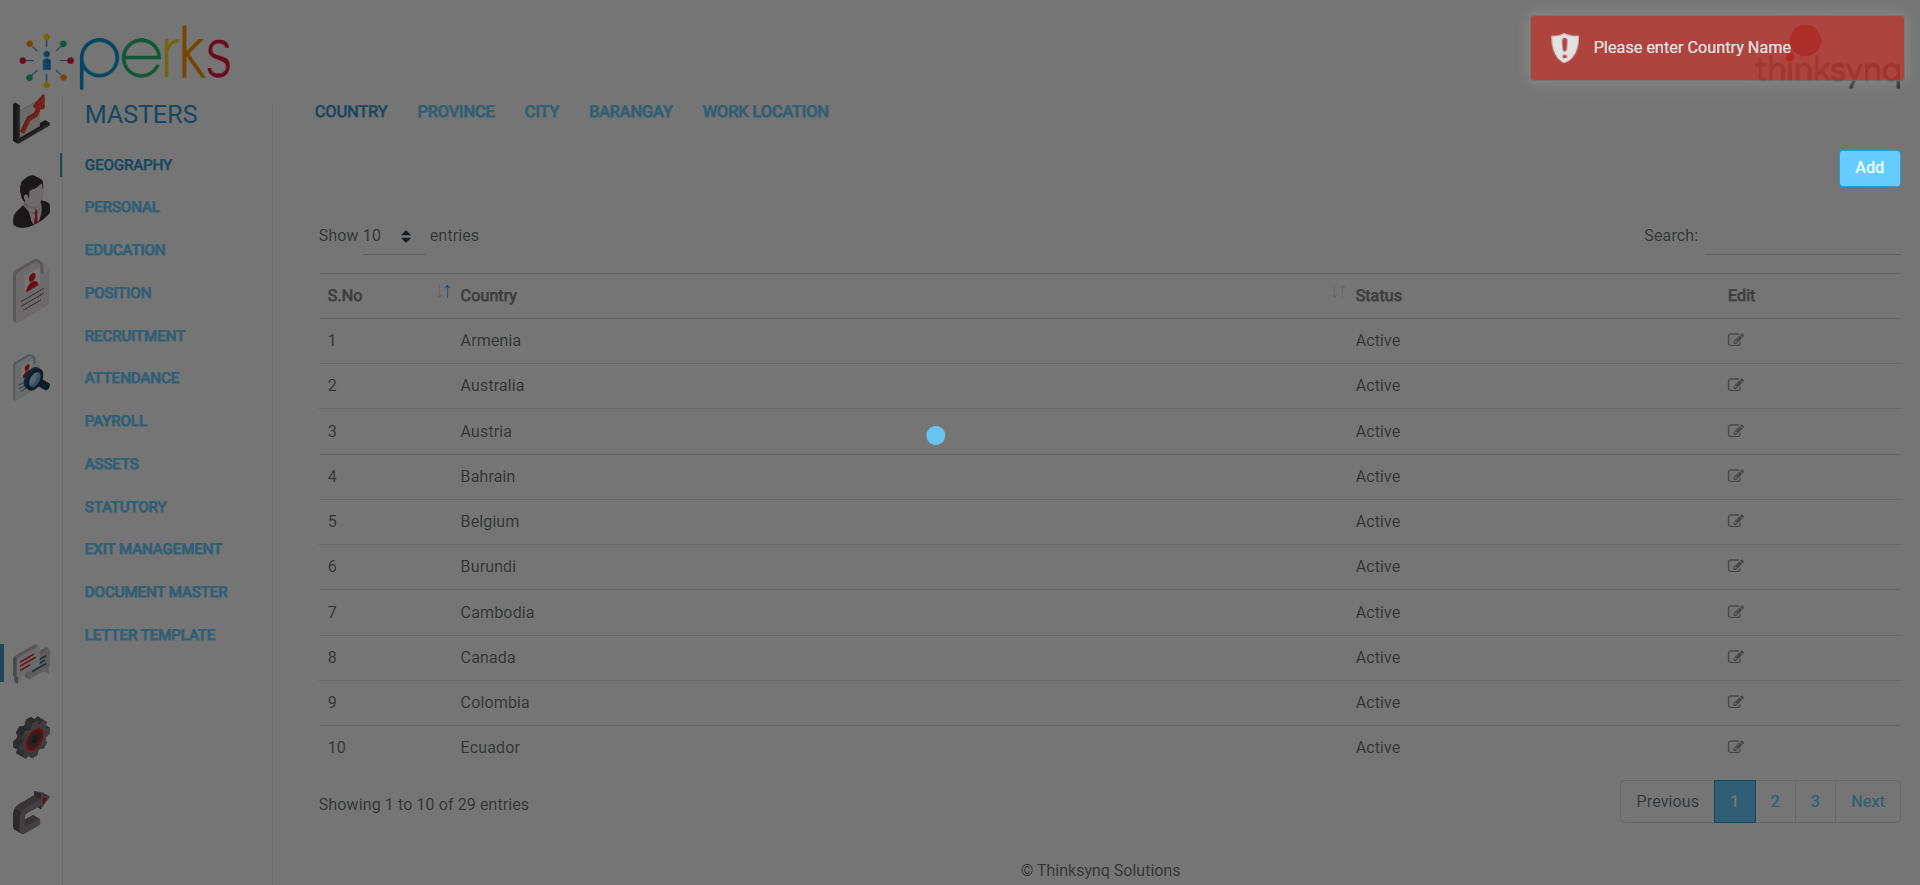 perks
Please enter Country Name
thinksynq
MASTERS
COUNTRY PROVINCE CITY BARANGAY WORK LOCATION
GEOGRAPHY
PERSONAL
EDUCATION
POSITION
RECRUITMENT
ATTENDANCE
PAYROLL
ASSETS
STATUTORY
EXIT MANAGEMENT
DOCUMENT MASTER
LETTER TEMPLATE
Add
Show 10 entries
Search:
S.No Country Status Edit
1 Armenia Active
2 Australia Active
3 Austria Active
4 Bahrain Active
5 Belgium Active
6 Burundi Active
7 Cambodia Active
8 Canada Active
9 Colombia Active
10 Ecuador Active
Showing 1 to 10 of 29 entries
Previous 1 2 3 Next
© Thinksynq Solutions